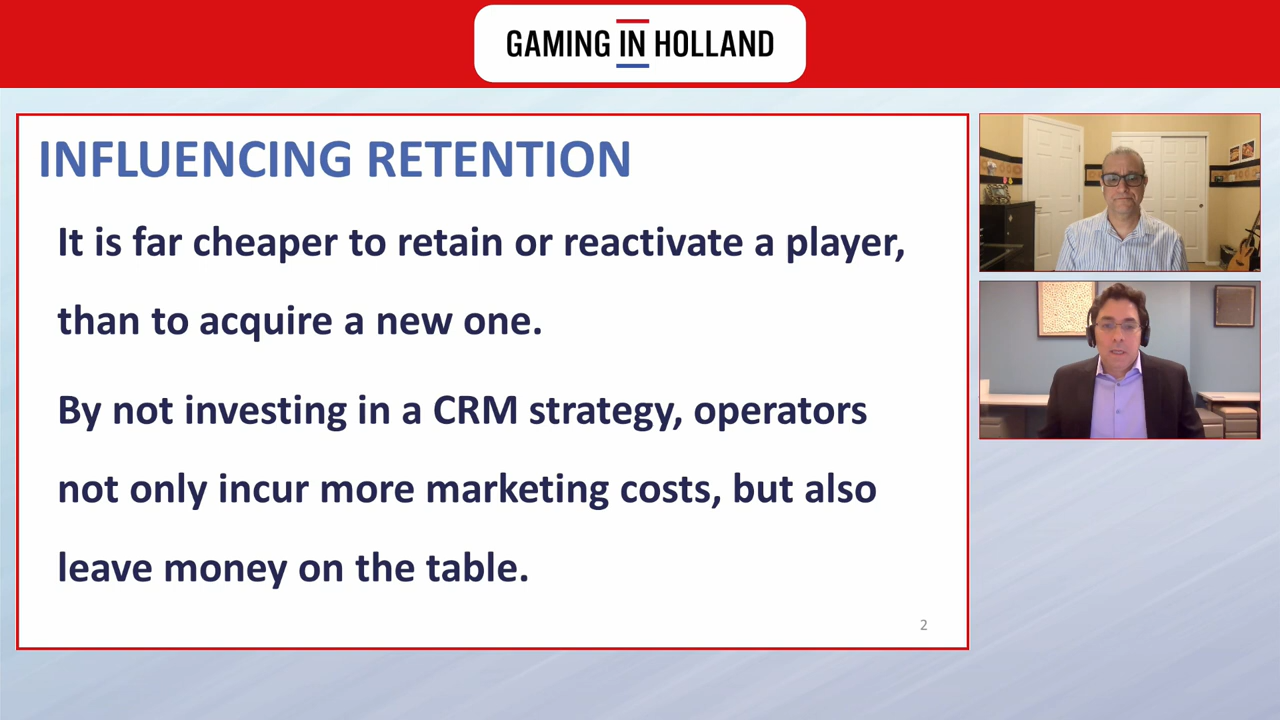 GAMING IN HOLLAND
INFLUENCING RETENTION
It is far cheaper to retain or reactivate a player,
than to acquire a new one.
By not investing in a CRM strategy, operators
not only incur more marketing costs, but also
leave money on the table.
2